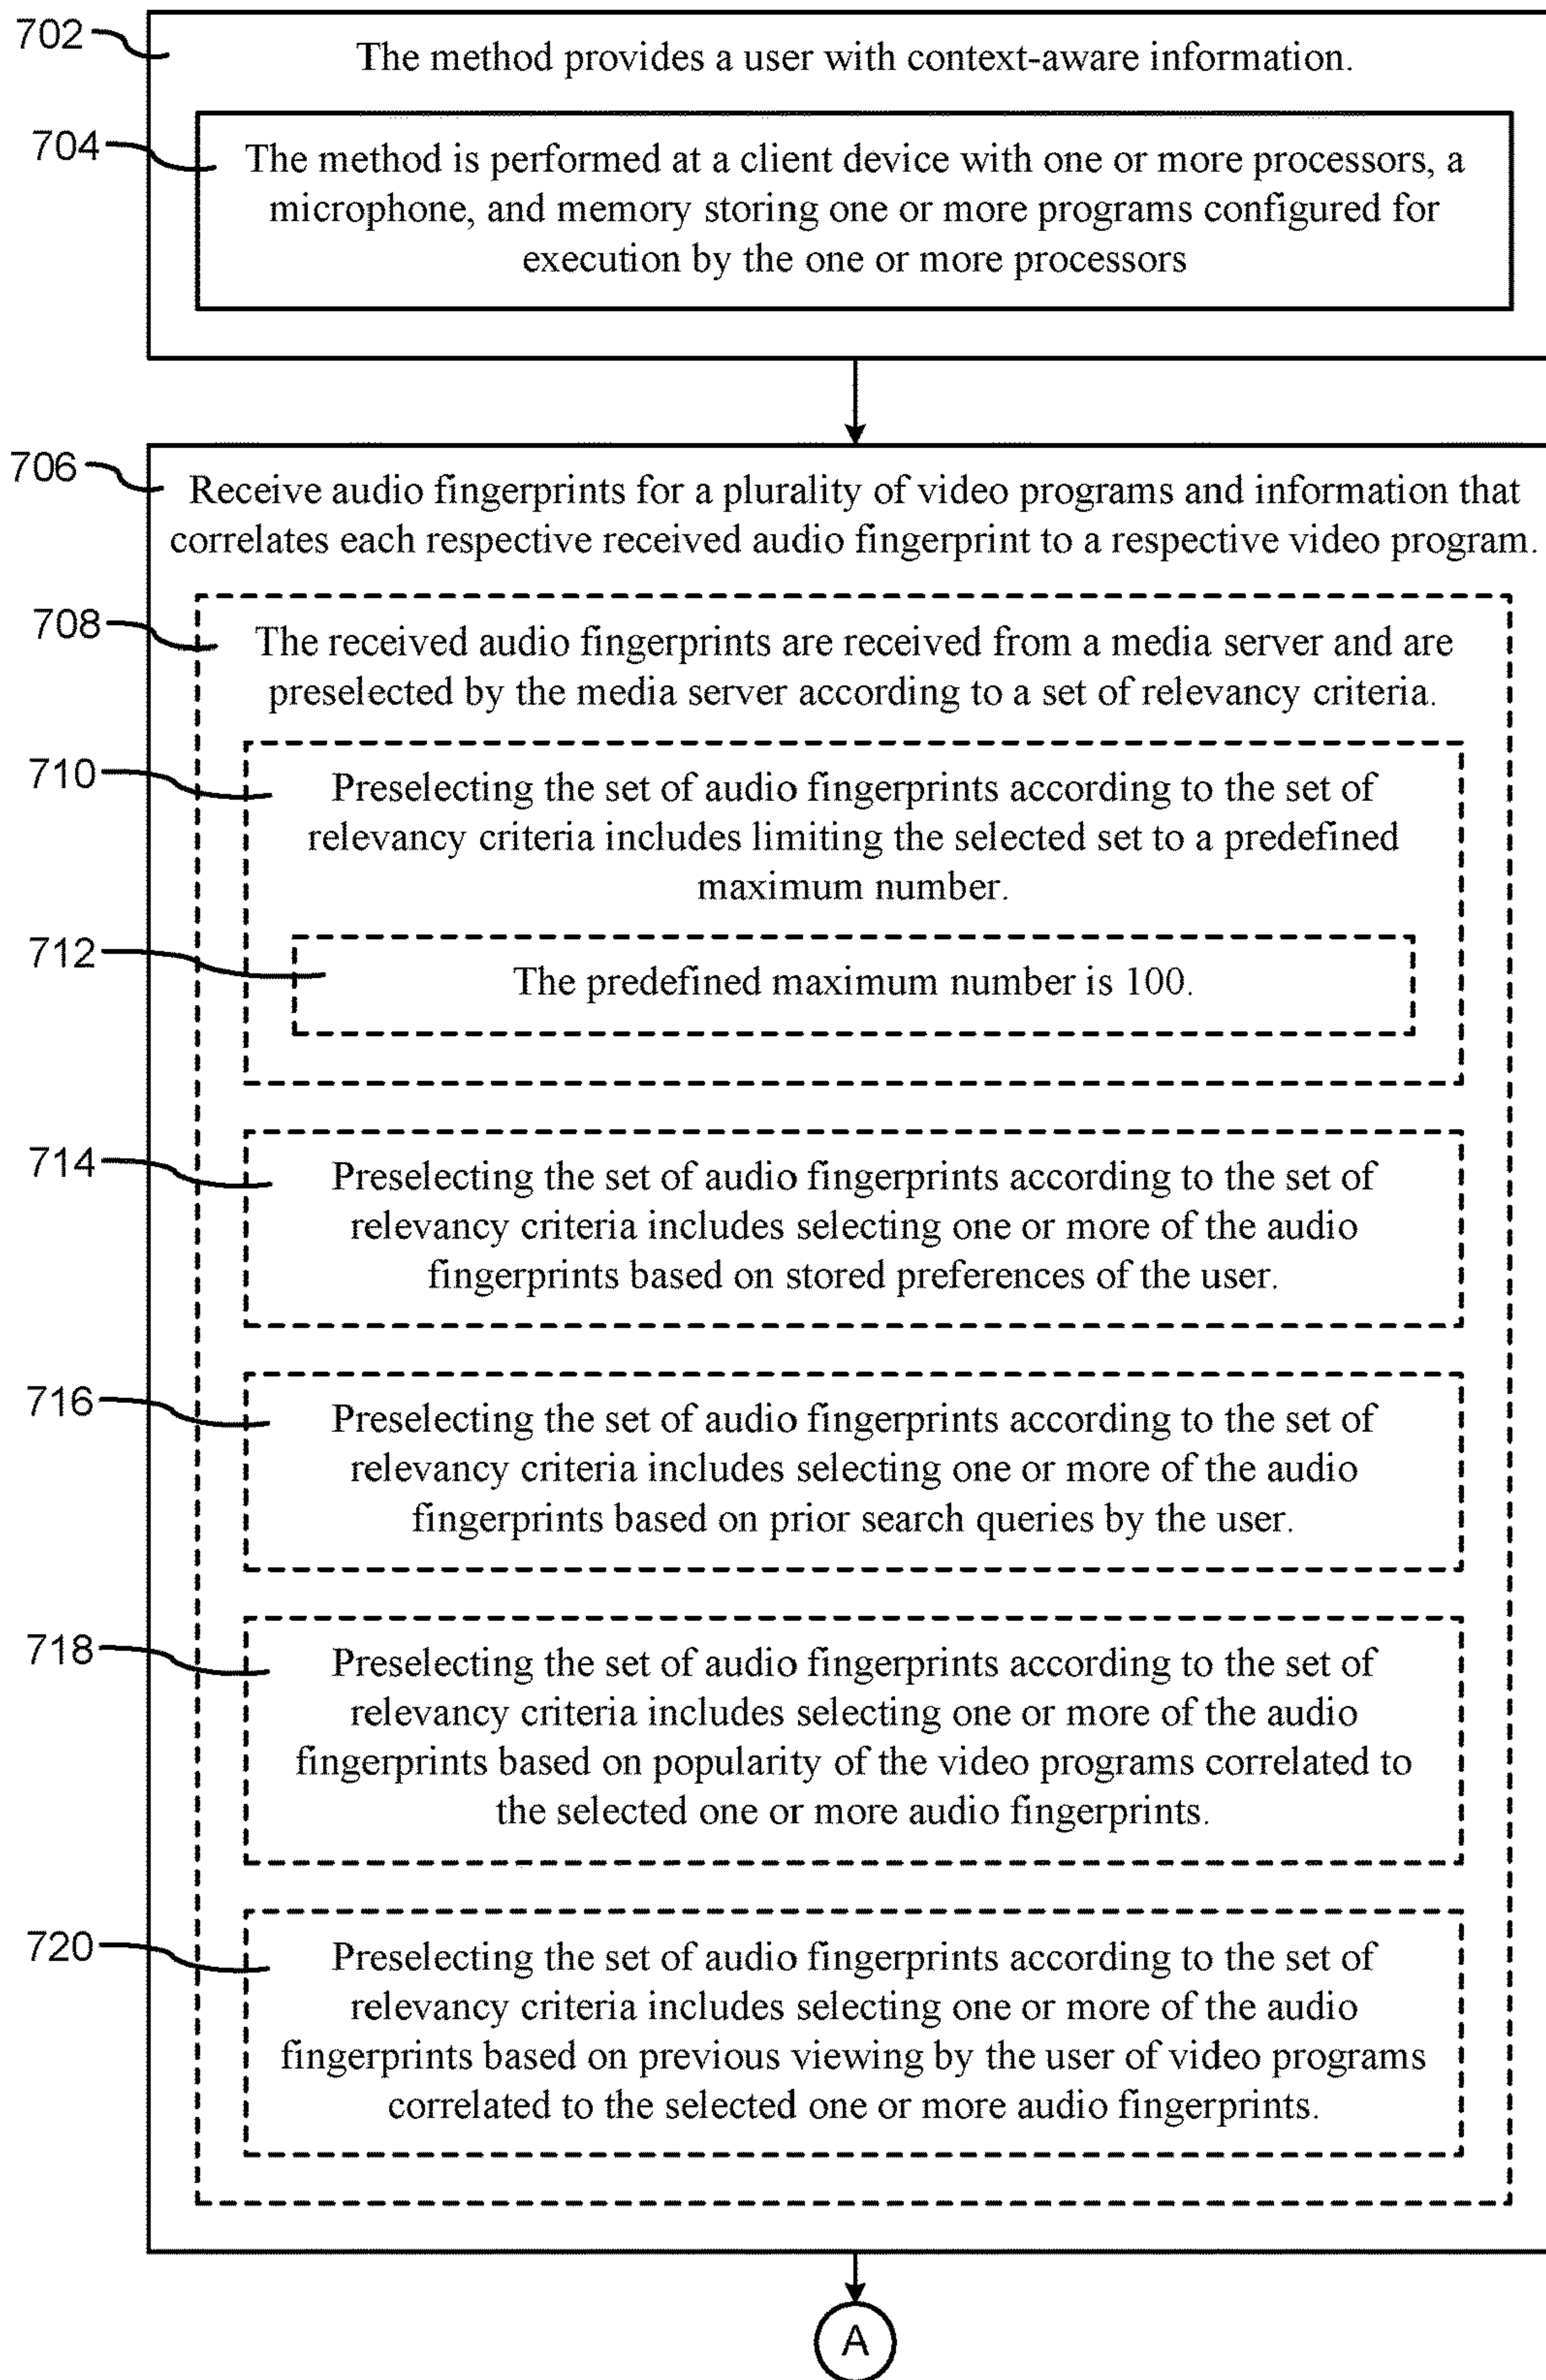 702
The method provides a user with context-aware information.
704
The method is performed at a client device with one or more processors, a
microphone, and memory storing one or more programs configured for
execution by the one or more processors
706
Receive audio fingerprints for a plurality of video programs and information that
correlates each respective received audio fingerprint to a respective video program.
708
The received audio fingerprints are received from a media server and are
preselected by the media server according to a set of relevancy criteria.
710
Preselecting the set of audio fingerprints according to the set of
relevancy criteria includes limiting the selected set to a predefined
maximum number.
712
The predefined maximum number is 100.
714
Preselecting the set of audio fingerprints according to the set of
relevancy criteria includes selecting one or more of the audio
fingerprints based on stored preferences of the user.
716
Preselecting the set of audio fingerprints according to the set of
relevancy criteria includes selecting one or more of the audio
fingerprints based on prior search queries by the user.
718
Preselecting the set of audio fingerprints according to the set of
relevancy criteria includes selecting one or more of the audio
fingerprints based on popularity of the video programs correlated to
the selected one or more audio fingerprints.
720
Preselecting the set of audio fingerprints according to the set of
relevancy criteria includes selecting one or more of the audio
fingerprints based on previous viewing by the user of video programs
correlated to the selected one or more audio fingerprints.
A